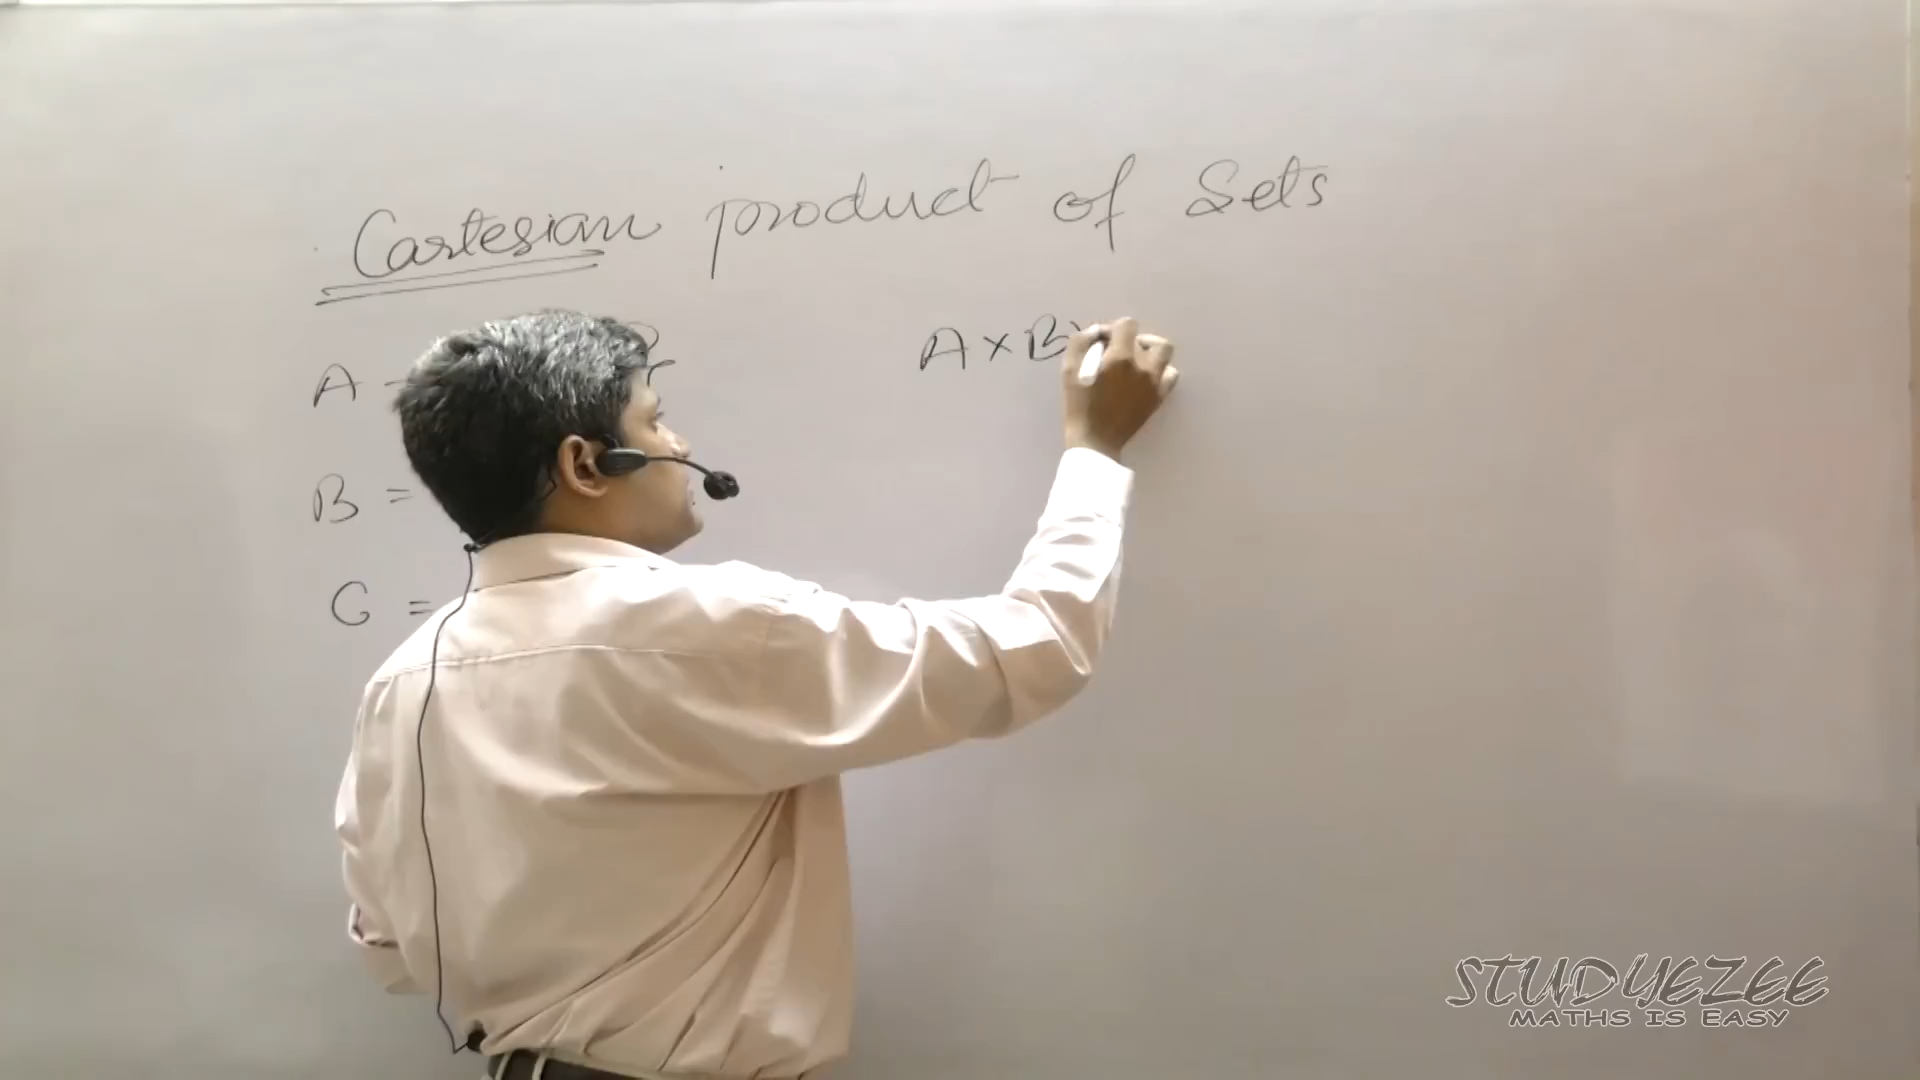 Cartesian product of Sets
A × B ×
A
B =
C =
STUDYEZEE
MATHS IS EASY